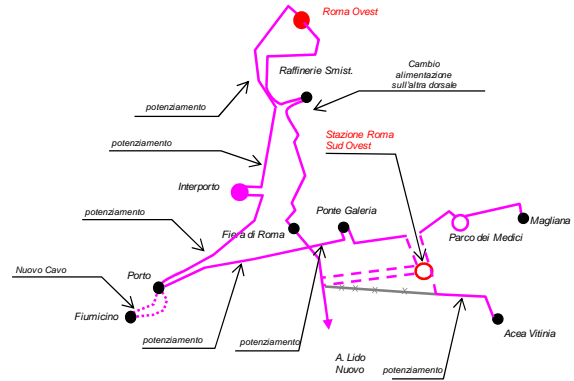 Roma Ovest
Raffinerie Smist.
Cambio
alimentazione
sull'altra dorsale
potenziamento
Stazione Roma
Sud Ovest
potenziamento
Interporto
potenziamento
Ponte Galeria
Fiera di Roma
Magliana
Parco dei Medici
Nuovo Cavo
Porto
Fiumicino
Acea Vitinia
potenziamento
potenziamento
A. Lido
Nuovo
potenziamento